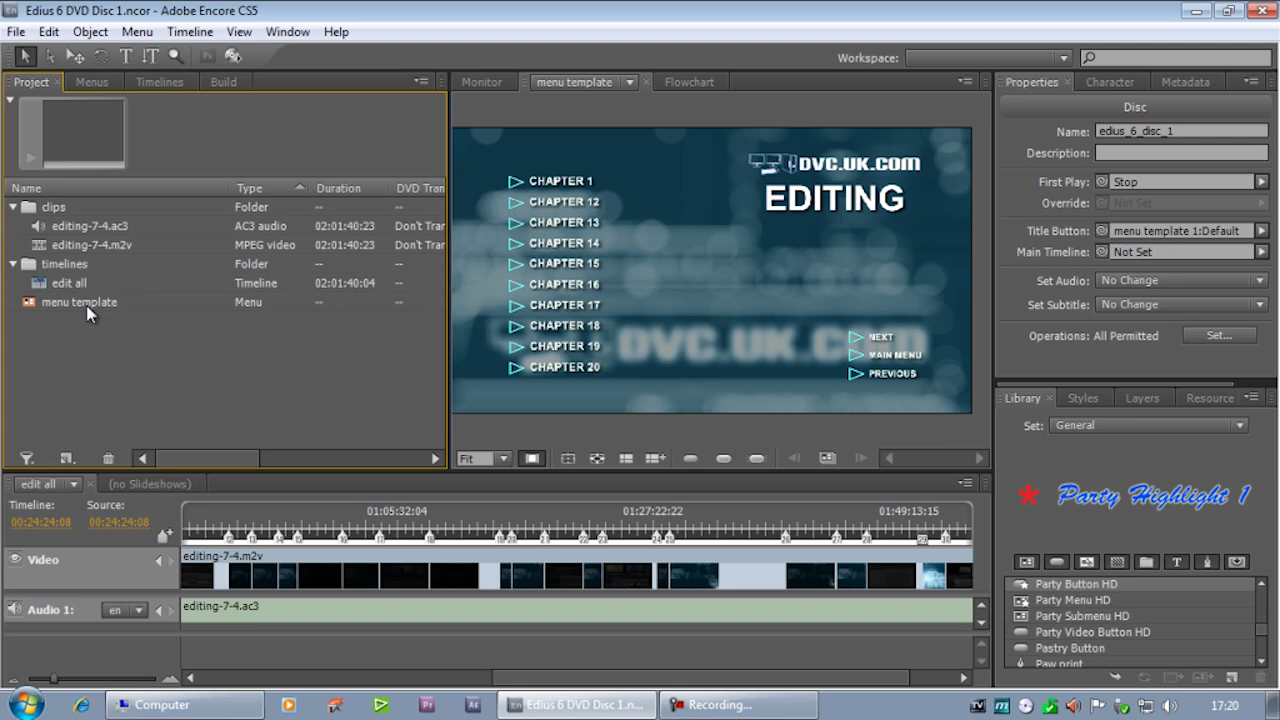 Edius 6 DVD Disc 1.ncor - Adobe Encore CS5
File Edit Object Menu Timeline View Window Help
Workspace:
Project Menus Timelines Build
Monitor menu template Flowchart
Properties Character Metadata
Disc
Name: edius_6_disc_1
Description:
First Play: Stop
Override: Not Set
Title Button: menu template 1:Default
Main Timeline: Not Set
Set Audio: No Change
Set Subtitle: No Change
Operations: All Permitted Set...
Name Type Duration DVD Tran
clips Folder -- --
editing-7-4.ac3 AC3 audio 02:01:40:23 Don't Tran
editing-7-4.m2v MPEG video 02:01:40:23 Don't Tran
timelines Folder -- --
edit all Timeline 02:01:40:04 --
menu template Menu -- --
DVC.UK.COM
EDITING
CHAPTER 1
CHAPTER 12
CHAPTER 13
CHAPTER 14
CHAPTER 15
CHAPTER 16
CHAPTER 17
CHAPTER 18
CHAPTER 19
CHAPTER 20
DVC.UK.COM
NEXT
MAIN MENU
PREVIOUS
Fit
Library Styles Layers Resource
Set: General
* Party Highlight 1
Party Button HD
Party Menu HD
Party Submenu HD
Party Video Button HD
Pastry Button
Paw print
edit all (no Slideshows)
Timeline: Source:
00:24:24:08 00:24:24:08
01:05:32:04 01:27:22:22 01:49:13:15
Video editing-7-4.m2v
Audio 1: en editing-7-4.ac3
Computer Pr Ae Edius 6 DVD Disc 1.n... Recording... 17:20